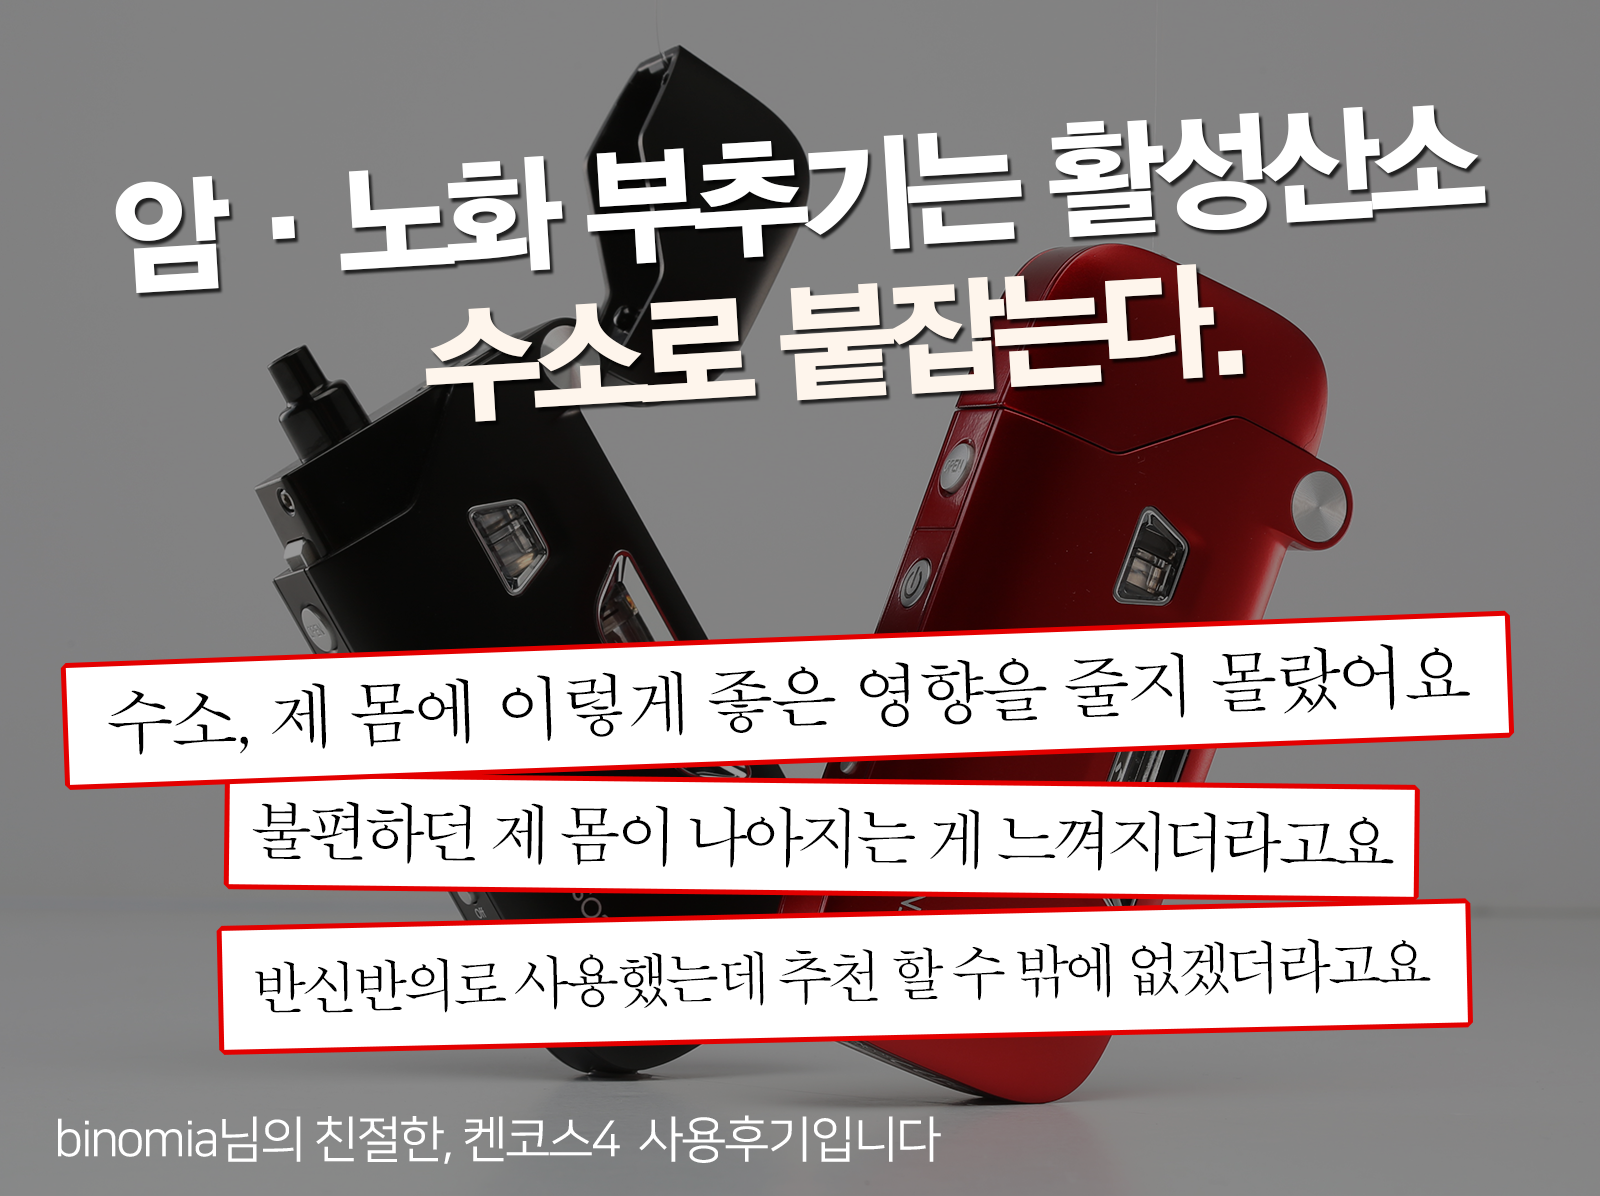 암 · 노화 부추기는 활성산소
수소로 붙잡는다.
OPEN
OPEN
수소, 제 몸에 이렇게 좋은 영향을 줄지 몰랐어요
불편하던 제 몸이 나아지는 게 느껴지더라고요
반신반의로 사용했는데 추천 할 수 밖에 없겠더라고요
binomia님의 친절한, 켄코스4 사용후기입니다